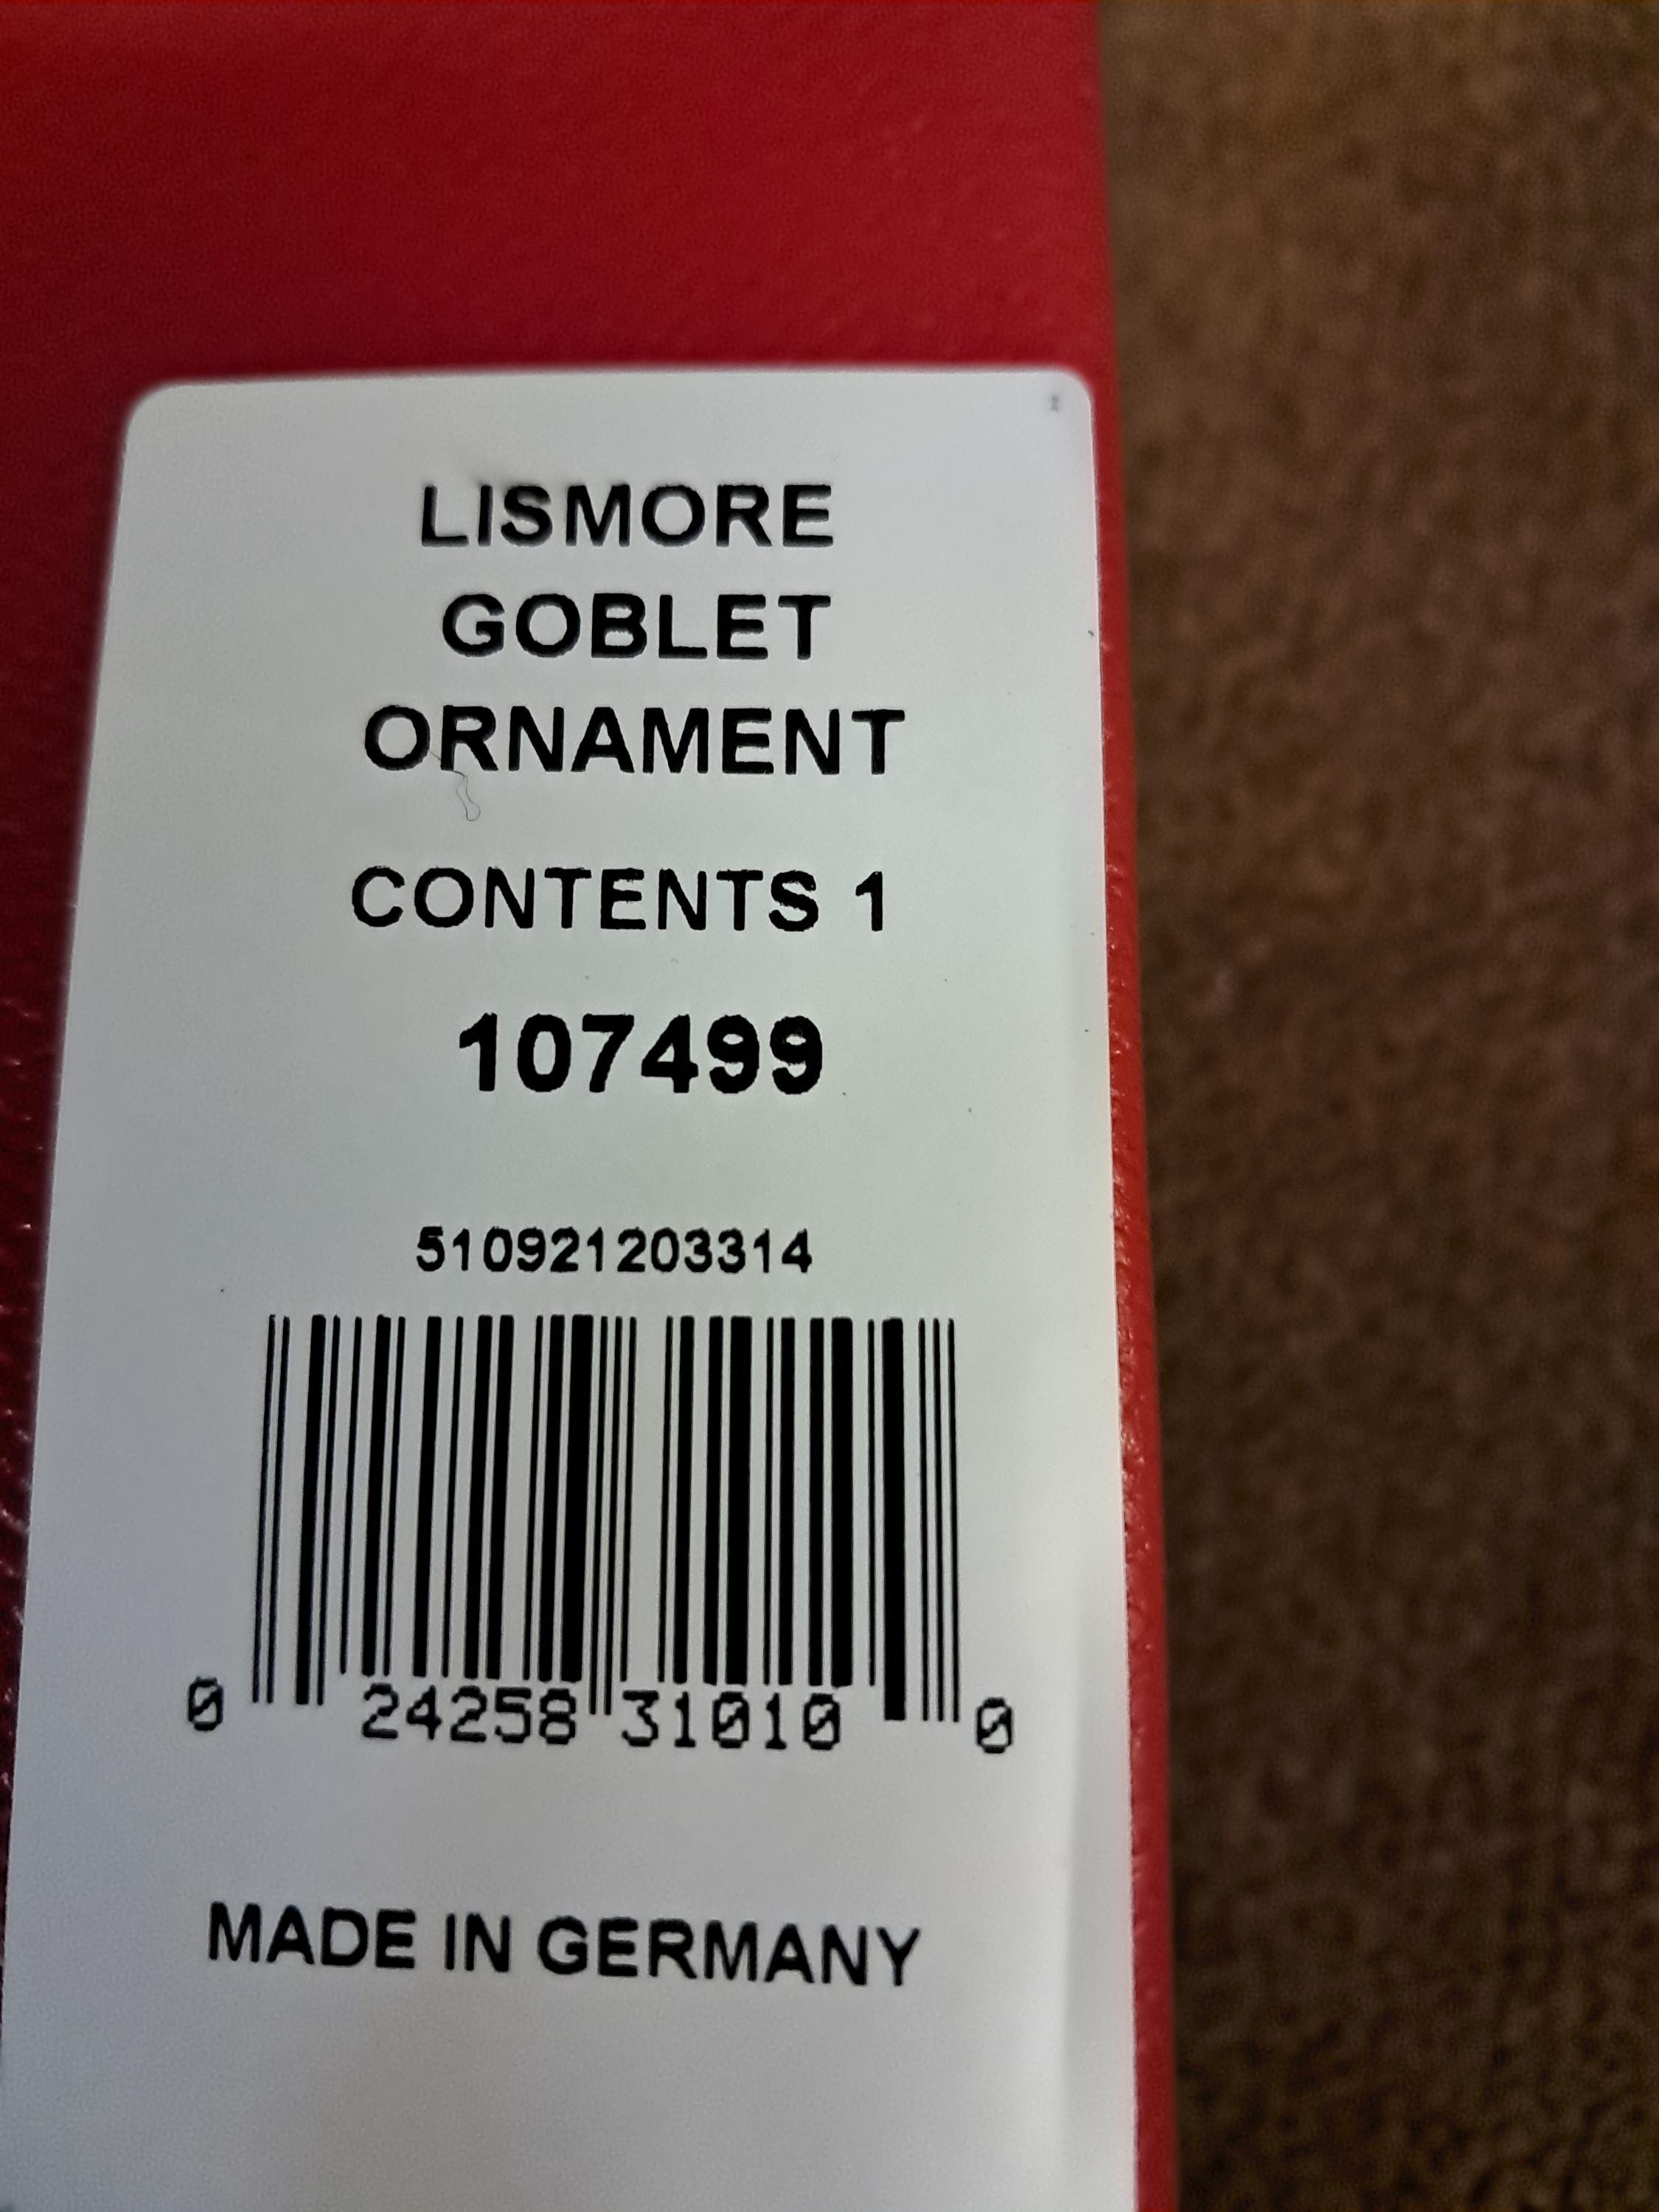 LISMORE
GOBLET
ORNAMENT
CONTENTS 1
107499
510921203314
0 24258 31010 0
MADE IN GERMANY